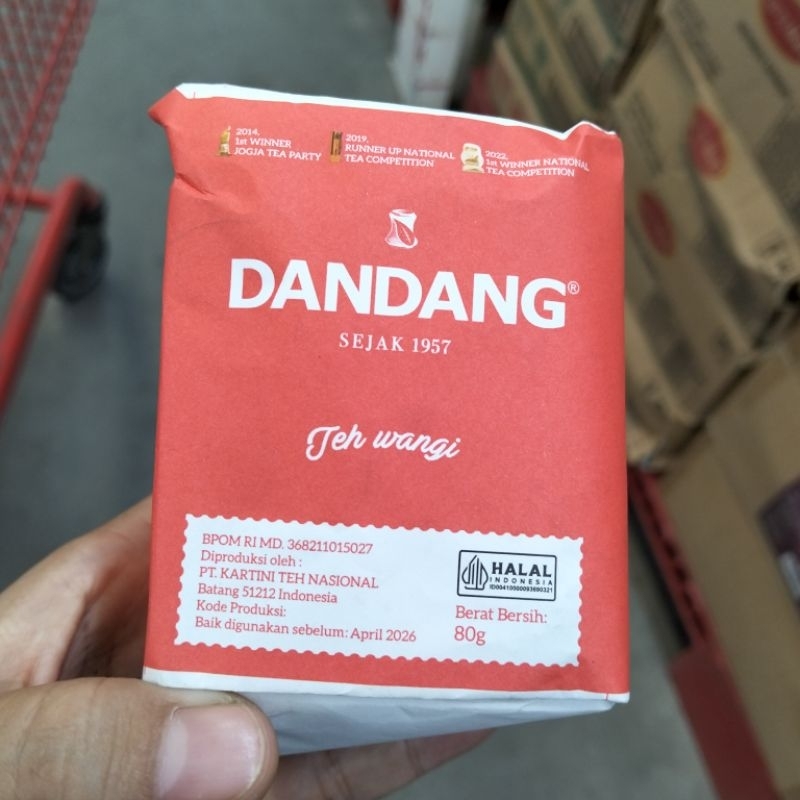 2014,
1st WINNER
JOGJA TEA PARTY
2019,
RUNNER UP NATIONAL
TEA COMPETITION
2022,
1st WINNER NATIONAL
TEA COMPETITION
DANDANG®
SEJAK 1957
Teh wangi
BPOM RI MD. 368211015027
Diproduksi oleh :
PT. KARTINI TEH NASIONAL
Batang 51212 Indonesia
Kode Produksi:
Baik digunakan sebelum: April 2026
HALAL
INDONESIA
Berat Bersih:
80g